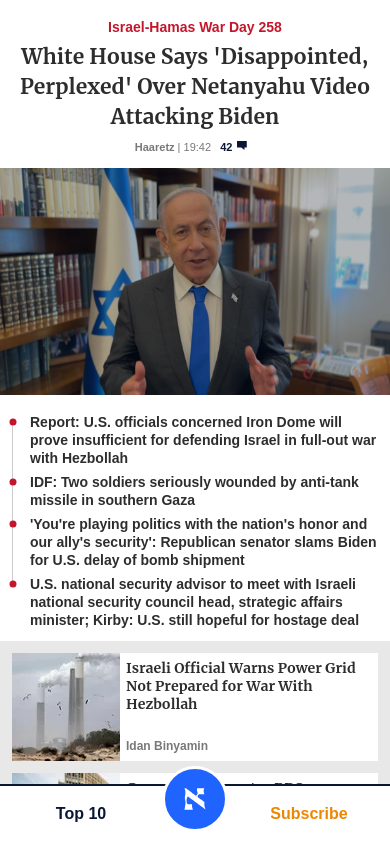 Israel-Hamas War Day 258
White House Says 'Disappointed,
Perplexed' Over Netanyahu Video
Attacking Biden
Haaretz | 19:42 42
Report: U.S. officials concerned Iron Dome will
prove insufficient for defending Israel in full-out war
with Hezbollah
IDF: Two soldiers seriously wounded by anti-tank
missile in southern Gaza
'You're playing politics with the nation's honor and
our ally's security': Republican senator slams Biden
for U.S. delay of bomb shipment
U.S. national security advisor to meet with Israeli
national security council head, strategic affairs
minister; Kirby: U.S. still hopeful for hostage deal
Israeli Official Warns Power Grid
Not Prepared for War With
Hezbollah
Idan Binyamin
Top 10
Subscribe